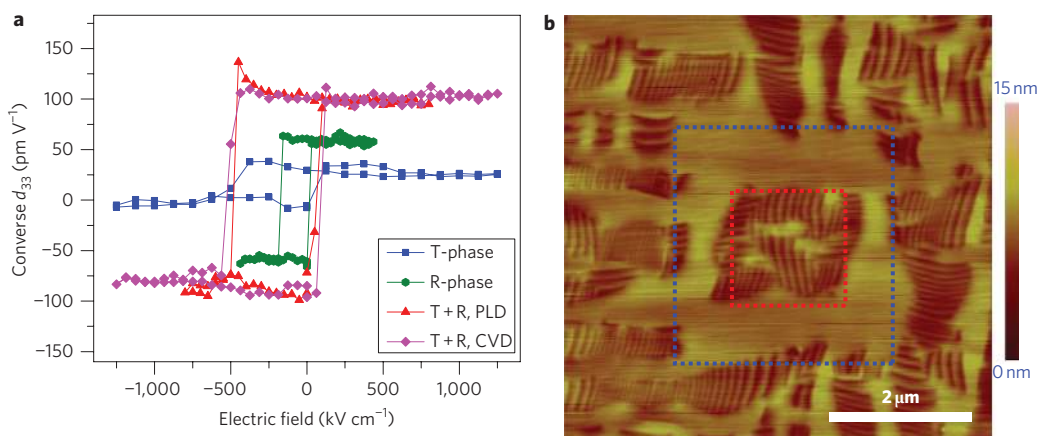 a
Converse d33 (pm V−1)
150
100
50
0
−50
−100
−150
−1,000
−500
0
500
1,000
Electric field (kV cm−1)
T-phase
R-phase
T + R, PLD
T + R, CVD
b
15 nm
0 nm
2 μm